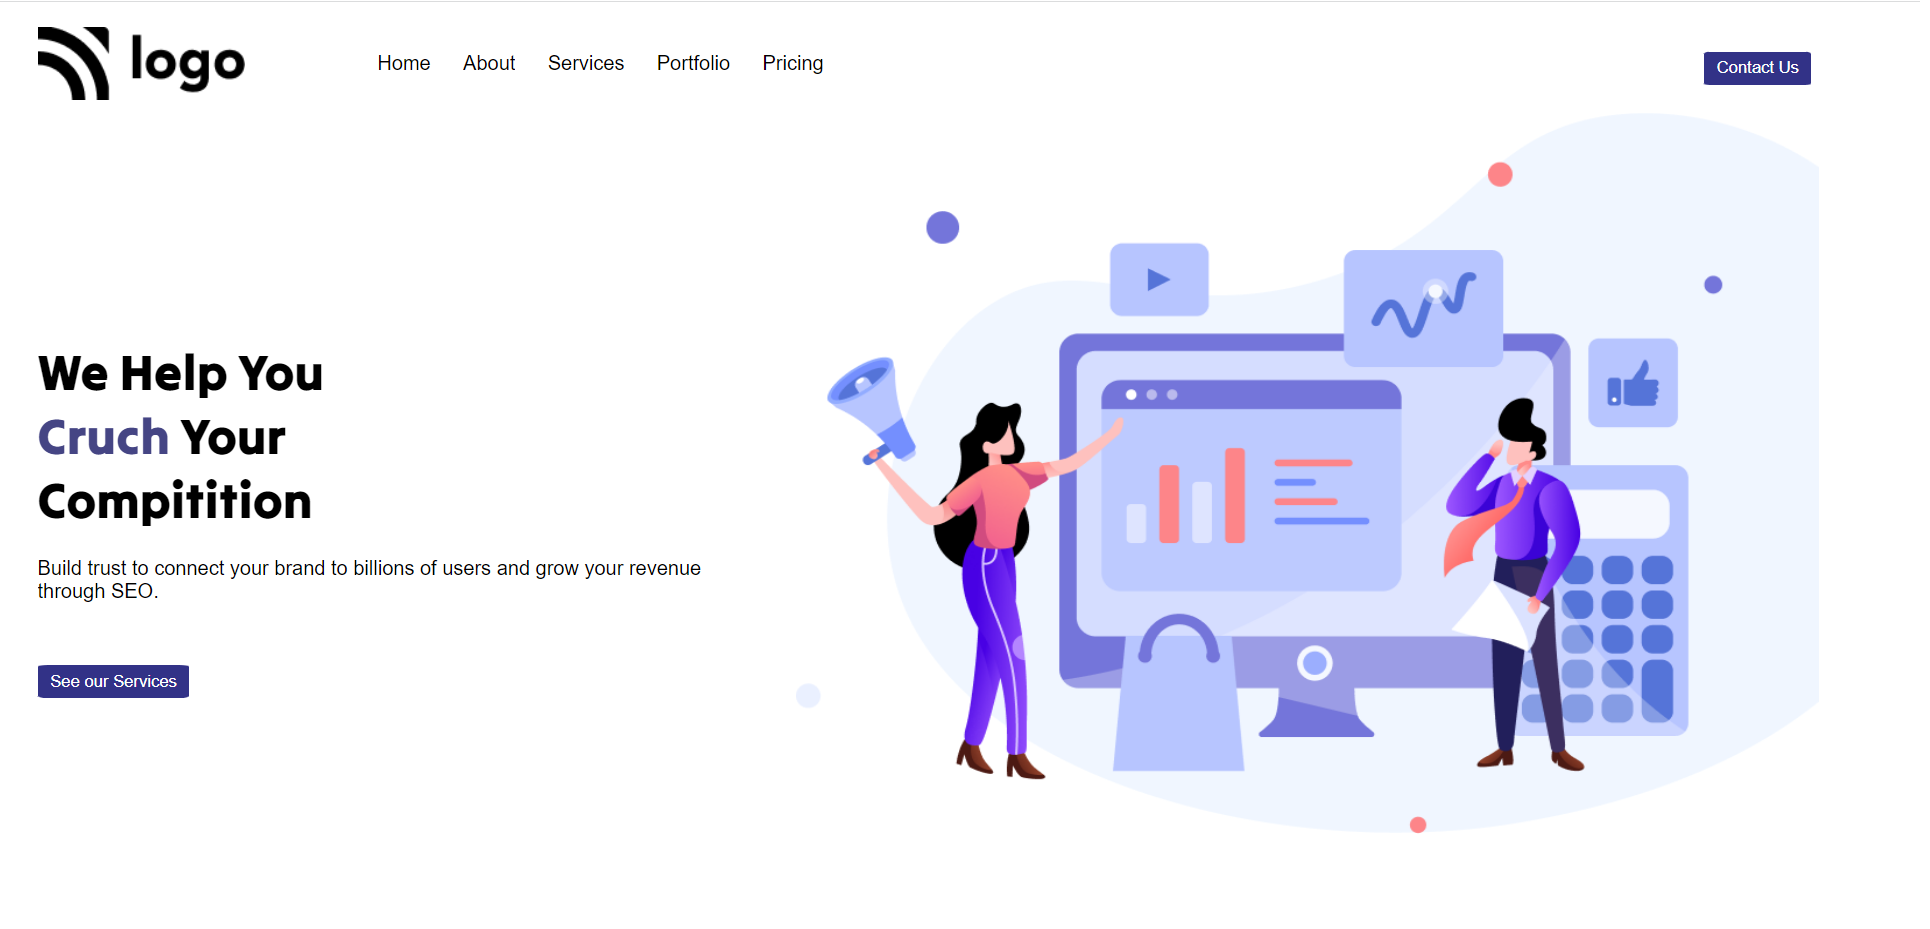 logo
Home About Services Portfolio Pricing
Contact Us
We Help You
Cruch Your
Compitition
Build trust to connect your brand to billions of users and grow your revenue
through SEO.
See our Services